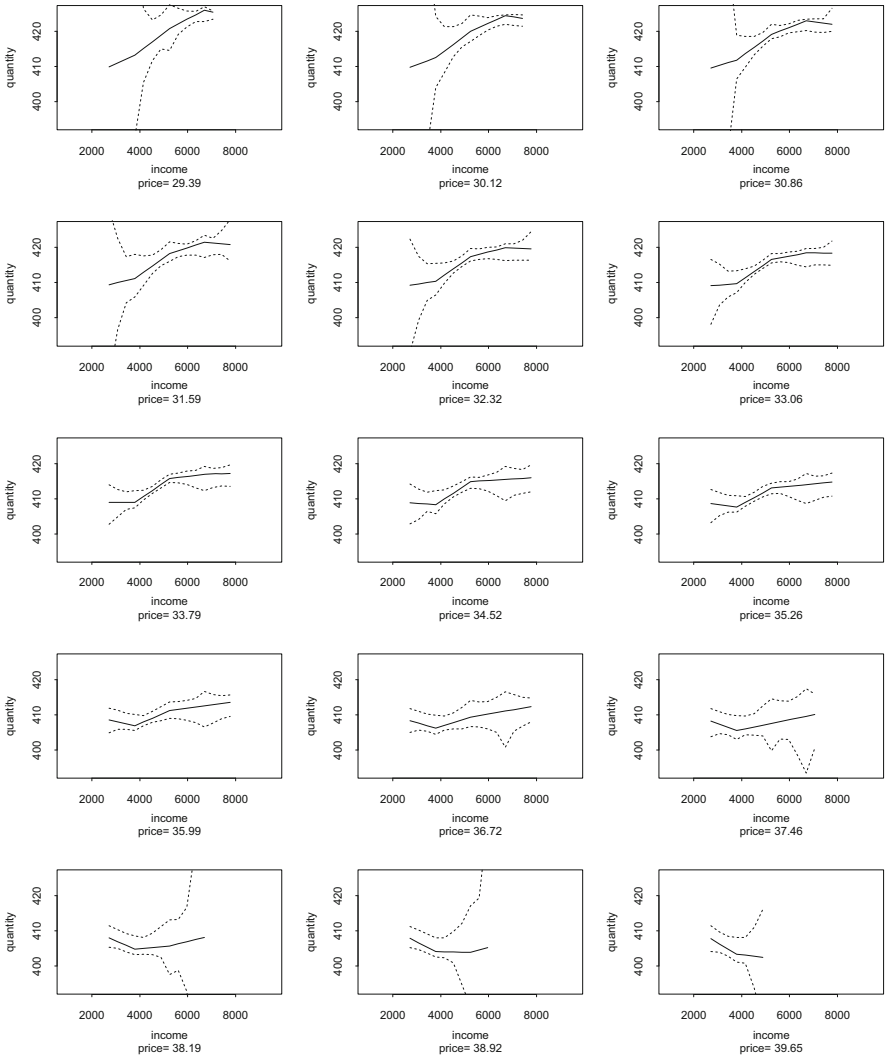 quantity
400 410 420
2000 4000 6000 8000
income
price= 29.39
quantity
400 410 420
2000 4000 6000 8000
income
price= 30.12
quantity
400 410 420
2000 4000 6000 8000
income
price= 30.86
quantity
400 410 420
2000 4000 6000 8000
income
price= 31.59
quantity
400 410 420
2000 4000 6000 8000
income
price= 32.32
quantity
400 410 420
2000 4000 6000 8000
income
price= 33.06
quantity
400 410 420
2000 4000 6000 8000
income
price= 33.79
quantity
400 410 420
2000 4000 6000 8000
income
price= 34.52
quantity
400 410 420
2000 4000 6000 8000
income
price= 35.26
quantity
400 410 420
2000 4000 6000 8000
income
price= 35.99
quantity
400 410 420
2000 4000 6000 8000
income
price= 36.72
quantity
400 410 420
2000 4000 6000 8000
income
price= 37.46
quantity
400 410 420
2000 4000 6000 8000
income
price= 38.19
quantity
400 410 420
2000 4000 6000 8000
income
price= 38.92
quantity
400 410 420
2000 4000 6000 8000
income
price= 39.65